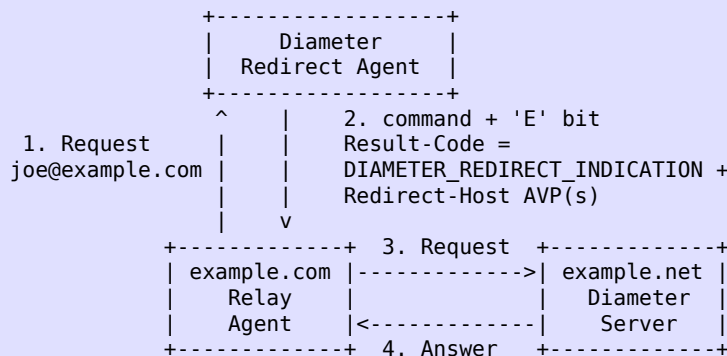 +------------------+
|     Diameter     |
|  Redirect Agent  |
+------------------+
^    |    2. command + 'E' bit
1. Request     |    |    Result-Code =
joe@example.com |    |    DIAMETER_REDIRECT_INDICATION +
|    |    Redirect-Host AVP(s)
|    v
+-------------+  3. Request  +-------------+
| example.com |------------->| example.net |
|    Relay    |              |   Diameter  |
|    Agent    |<-------------|    Server   |
+-------------+  4. Answer   +-------------+